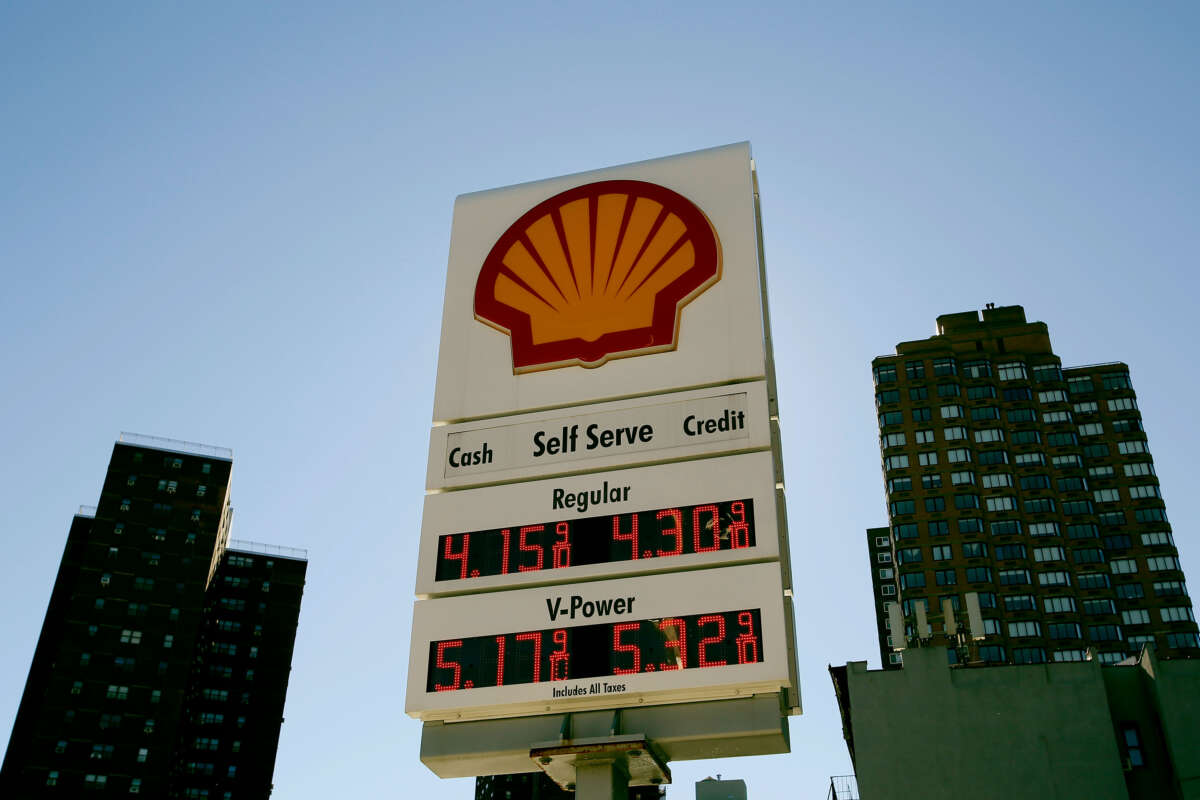 Cash Self Serve Credit
Regular
4.15 9/10 4.30 9/10
V-Power
5.17 9/10 5.32 9/10
Includes All Taxes